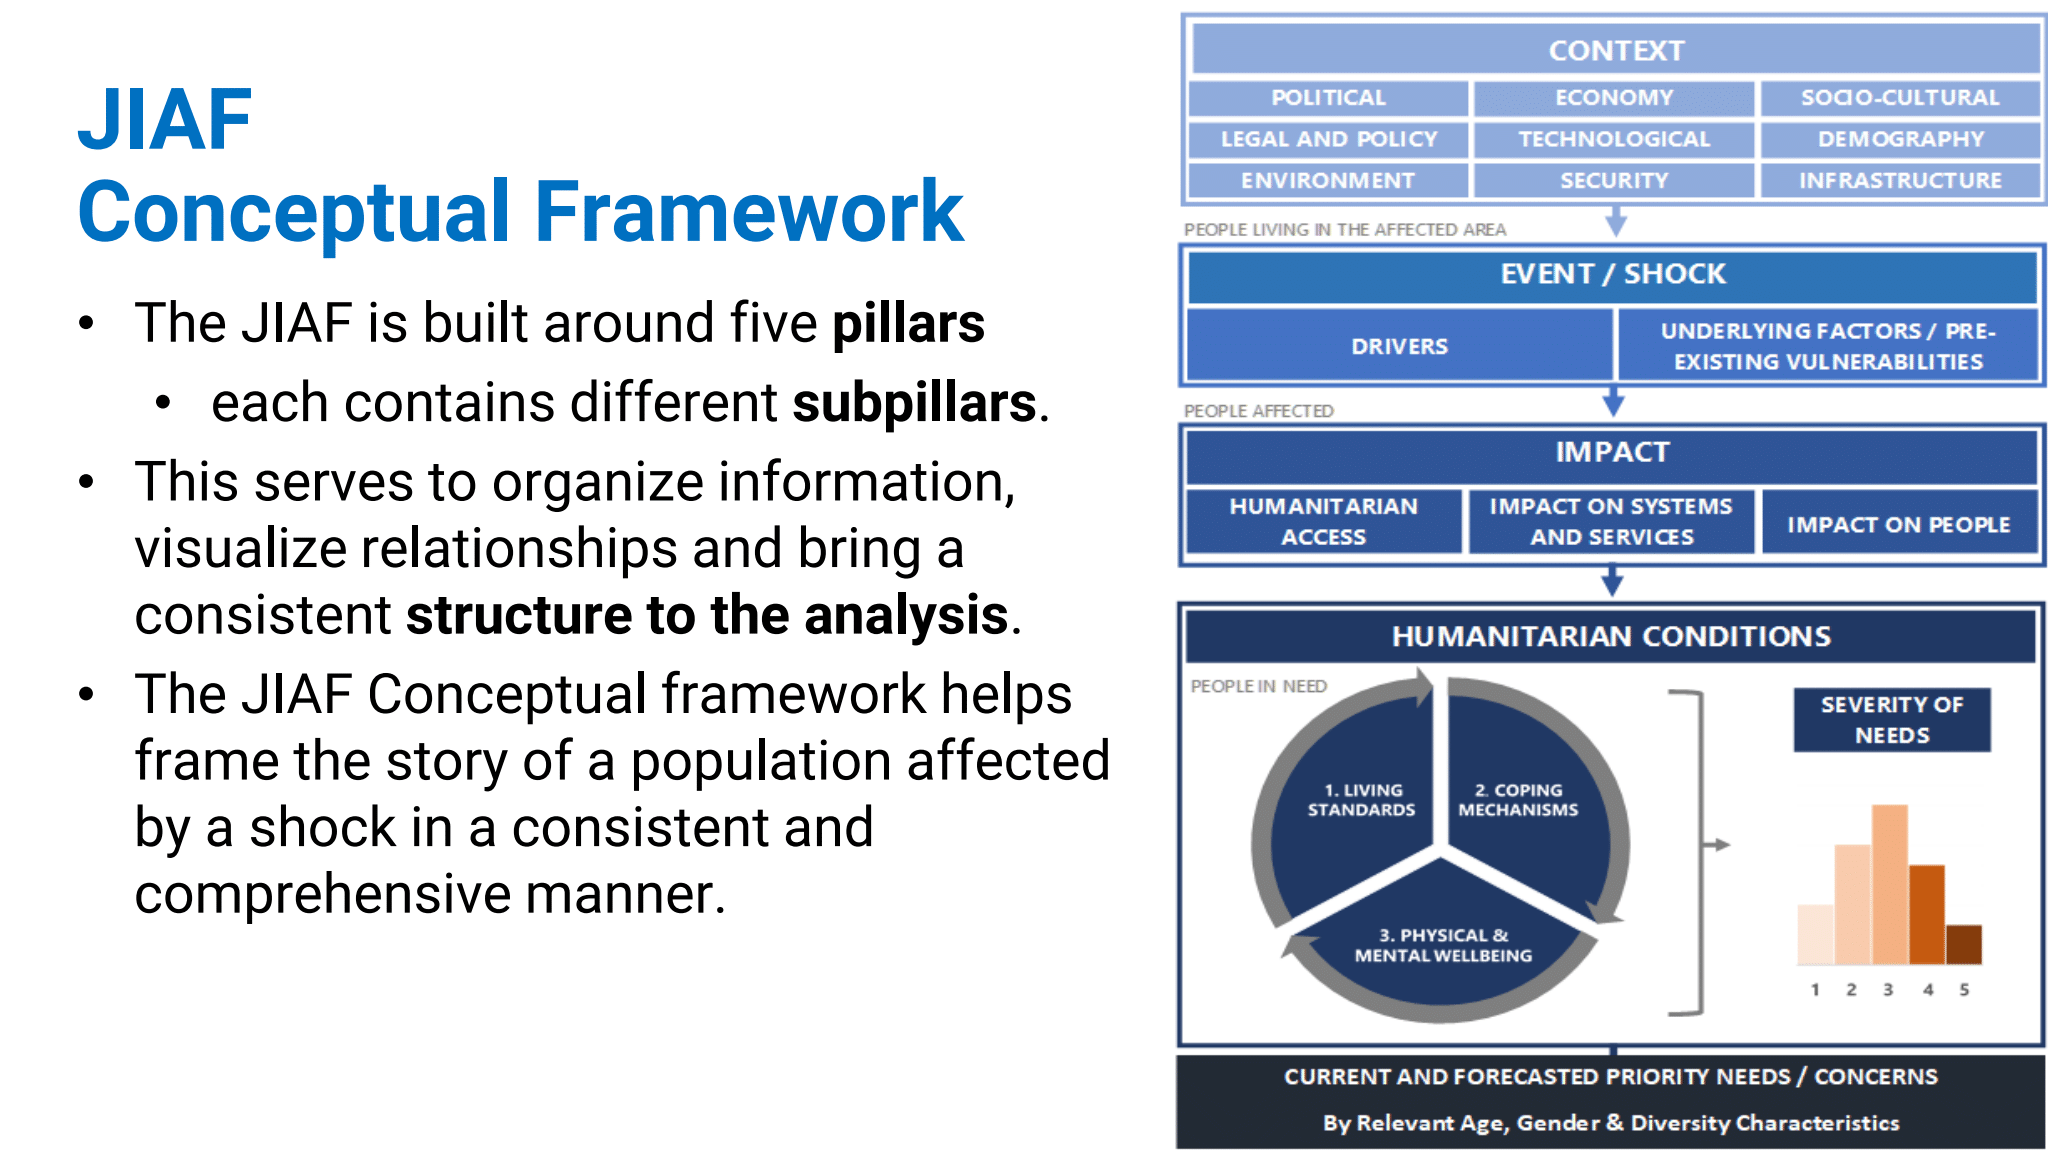 JIAF
Conceptual Framework
• The JIAF is built around five pillars
• each contains different subpillars.
• This serves to organize information,
visualize relationships and bring a
consistent structure to the analysis.
• The JIAF Conceptual framework helps
frame the story of a population affected
by a shock in a consistent and
comprehensive manner.
CONTEXT
POLITICAL
ECONOMY
SOCIO-CULTURAL
LEGAL AND POLICY
TECHNOLOGICAL
DEMOGRAPHY
ENVIRONMENT
SECURITY
INFRASTRUCTURE
PEOPLE LIVING IN THE AFFECTED AREA
EVENT / SHOCK
DRIVERS
UNDERLYING FACTORS / PRE-
EXISTING VULNERABILITIES
PEOPLE AFFECTED
IMPACT
HUMANITARIAN
ACCESS
IMPACT ON SYSTEMS
AND SERVICES
IMPACT ON PEOPLE
HUMANITARIAN CONDITIONS
PEOPLE IN NEED
1. LIVING
STANDARDS
2. COPING
MECHANISMS
3. PHYSICAL &
MENTAL WELLBEING
SEVERITY OF
NEEDS
1 2 3 4 5
CURRENT AND FORECASTED PRIORITY NEEDS / CONCERNS
By Relevant Age, Gender & Diversity Characteristics